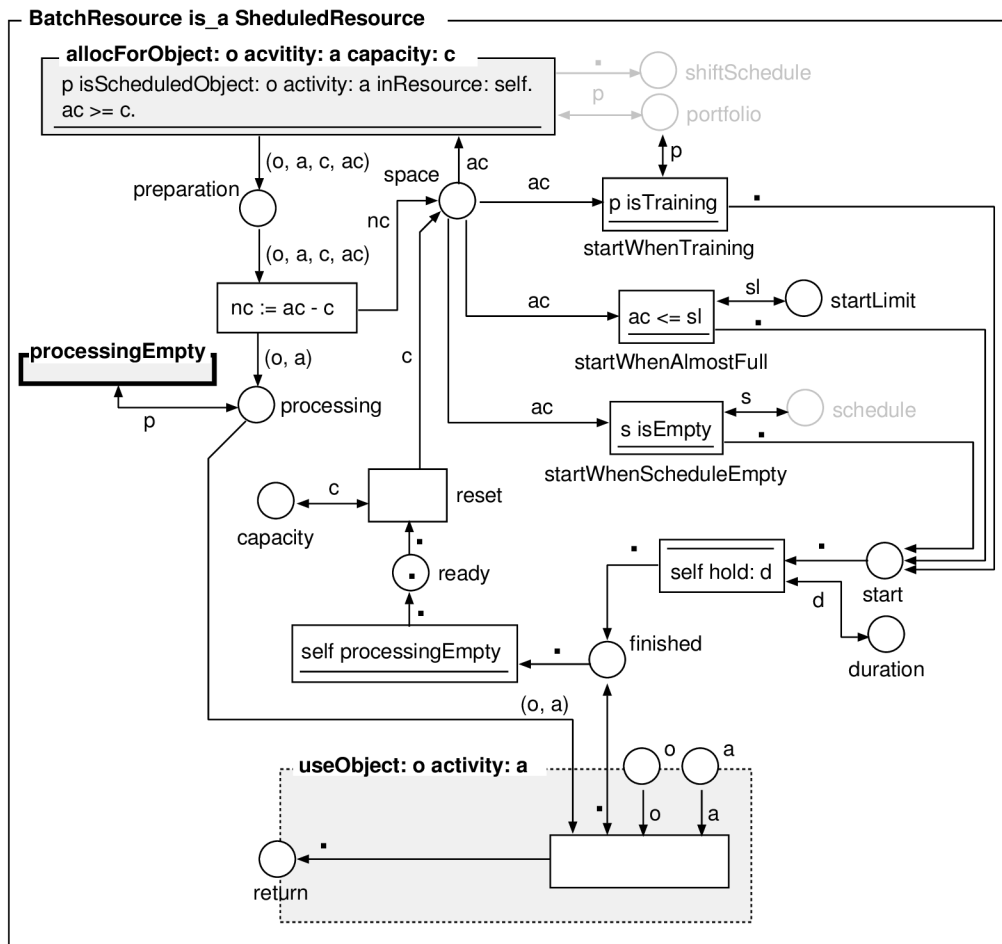 BatchResource is_a SheduledResource
allocForObject: o acvitity: a capacity: c
p isScheduledObject: o activity: a inResource: self.
ac >= c.
shiftSchedule
p
portfolio
p
(o, a, c, ac)
space
ac
ac
preparation
p isTraining
nc
startWhenTraining
(o, a, c, ac)
sl
ac
startLimit
nc := ac - c
ac <= sl
processingEmpty
(o, a)
c
startWhenAlmostFull
s
ac
schedule
processing
p
s isEmpty
startWhenScheduleEmpty
c
reset
capacity
ready
self hold: d
start
d
self processingEmpty
finished
duration
(o, a)
useObject: o activity: a
o
a
o
a
return